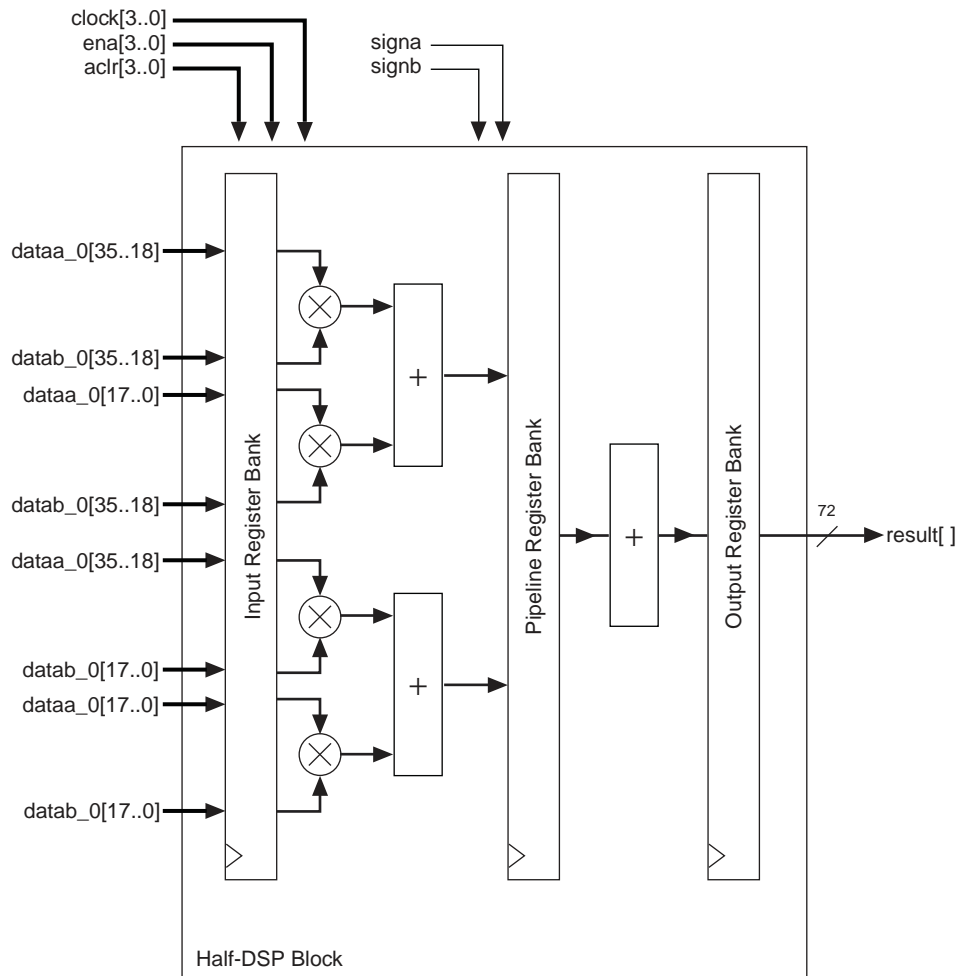 clock[3..0]
ena[3..0]
aclr[3..0]
signa
signb
dataa_0[35..18]
datab_0[35..18]
dataa_0[17..0]
datab_0[35..18]
dataa_0[35..18]
datab_0[17..0]
dataa_0[17..0]
datab_0[17..0]
Input Register Bank
+
+
Pipeline Register Bank
+
Output Register Bank
72
result[ ]
Half-DSP Block